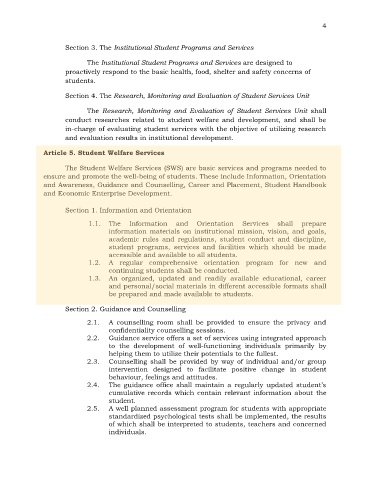 4
Section 3. The Institutional Student Programs and Services
The Institutional Student Programs and Services are designed to
proactively respond to the basic health, food, shelter and safety concerns of
students.
Section 4. The Research, Monitoring and Evaluation of Student Services Unit
The Research, Monitoring and Evaluation of Student Services Unit shall
conduct researches related to student welfare and development, and shall be
in-charge of evaluating student services with the objective of utilizing research
and evaluation results in institutional development.
Article 5. Student Welfare Services
The Student Welfare Services (SWS) are basic services and programs needed to
ensure and promote the well-being of students. These include Information, Orientation
and Awareness, Guidance and Counselling, Career and Placement, Student Handbook
and Economic Enterprise Development.
Section 1. Information and Orientation
1.1. The Information and Orientation Services shall prepare
information materials on institutional mission, vision, and goals,
academic rules and regulations, student conduct and discipline,
student programs, services and facilities which should be made
accessible and available to all students.
1.2. A regular comprehensive orientation program for new and
continuing students shall be conducted.
1.3. An organized, updated and readily available educational, career
and personal/social materials in different accessible formats shall
be prepared and made available to students.
Section 2. Guidance and Counselling
2.1. A counselling room shall be provided to ensure the privacy and
confidentiality counselling sessions.
2.2. Guidance service offers a set of services using integrated approach
to the development of well-functioning individuals primarily by
helping them to utilize their potentials to the fullest.
2.3. Counselling shall be provided by way of individual and/or group
intervention designed to facilitate positive change in student
behaviour, feelings and attitudes.
2.4. The guidance office shall maintain a regularly updated student's
cumulative records which contain relevant information about the
student.
2.5. A well planned assessment program for students with appropriate
standardized psychological tests shall be implemented, the results
of which shall be interpreted to students, teachers and concerned
individuals.